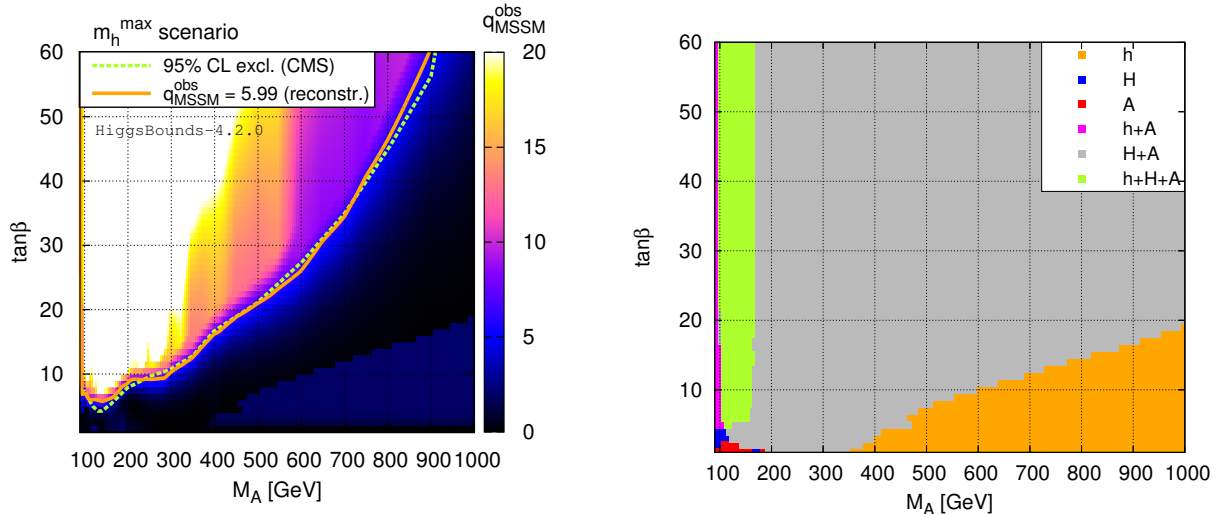 m_h^max scenario
q_MSSM^obs
95% CL excl. (CMS)
q_MSSM^obs = 5.99 (reconstr.)
HiggsBounds-4.2.0
60
50
40
30
20
10
tanβ
100 200 300 400 500 600 700 800 900 1000
M_A [GeV]
20
15
10
5
0
h
H
A
h+A
H+A
h+H+A
60
50
40
30
20
10
tanβ
100 200 300 400 500 600 700 800 900 1000
M_A [GeV]